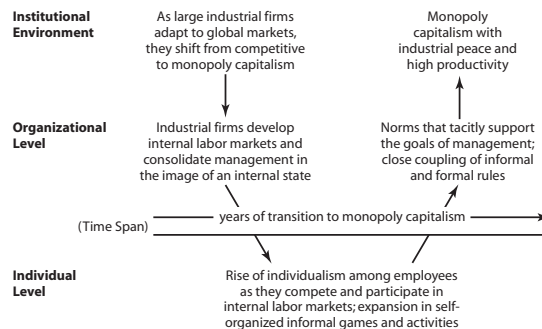 Institutional
Environment
As large industrial firms
adapt to global markets,
they shift from competitive
to monopoly capitalism
Monopoly
capitalism with
industrial peace and
high productivity
Organizational
Level
Industrial firms develop
internal labor markets and
consolidate management in
the image of an internal state
Norms that tacitly support
the goals of management;
close coupling of informal
and formal rules
(Time Span)
years of transition to monopoly capitalism
Individual
Level
Rise of individualism among employees
as they compete and participate in
internal labor markets; expansion in self-
organized informal games and activities